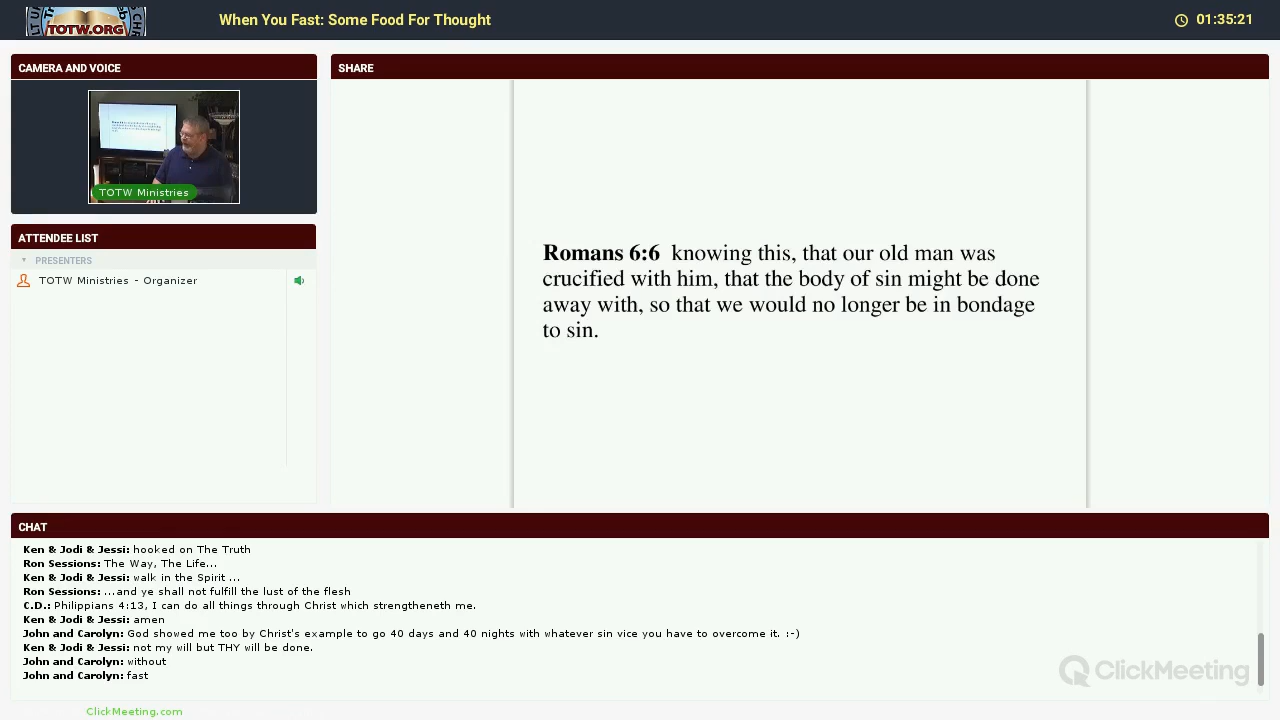 TOTW.ORG
When You Fast: Some Food For Thought
01:35:21
CAMERA AND VOICE
TOTW Ministries
ATTENDEE LIST
PRESENTERS
TOTW Ministries - Organizer
SHARE
Romans 6:6 knowing this, that our old man was
crucified with him, that the body of sin might be done
away with, so that we would no longer be in bondage
to sin.
CHAT
Ken & Jodi & Jessi: hooked on The Truth
Ron Sessions: The Way, The Life...
Ken & Jodi & Jessi: walk in the Spirit ...
Ron Sessions: ...and ye shall not fulfill the lust of the flesh
C.D.: Philippians 4:13, I can do all things through Christ which strengtheneth me.
Ken & Jodi & Jessi: amen
John and Carolyn: God showed me too by Christ's example to go 40 days and 40 nights with whatever sin vice you have to overcome it. :-)
Ken & Jodi & Jessi: not my will but THY will be done.
John and Carolyn: without
John and Carolyn: fast
ClickMeeting
ClickMeeting.com